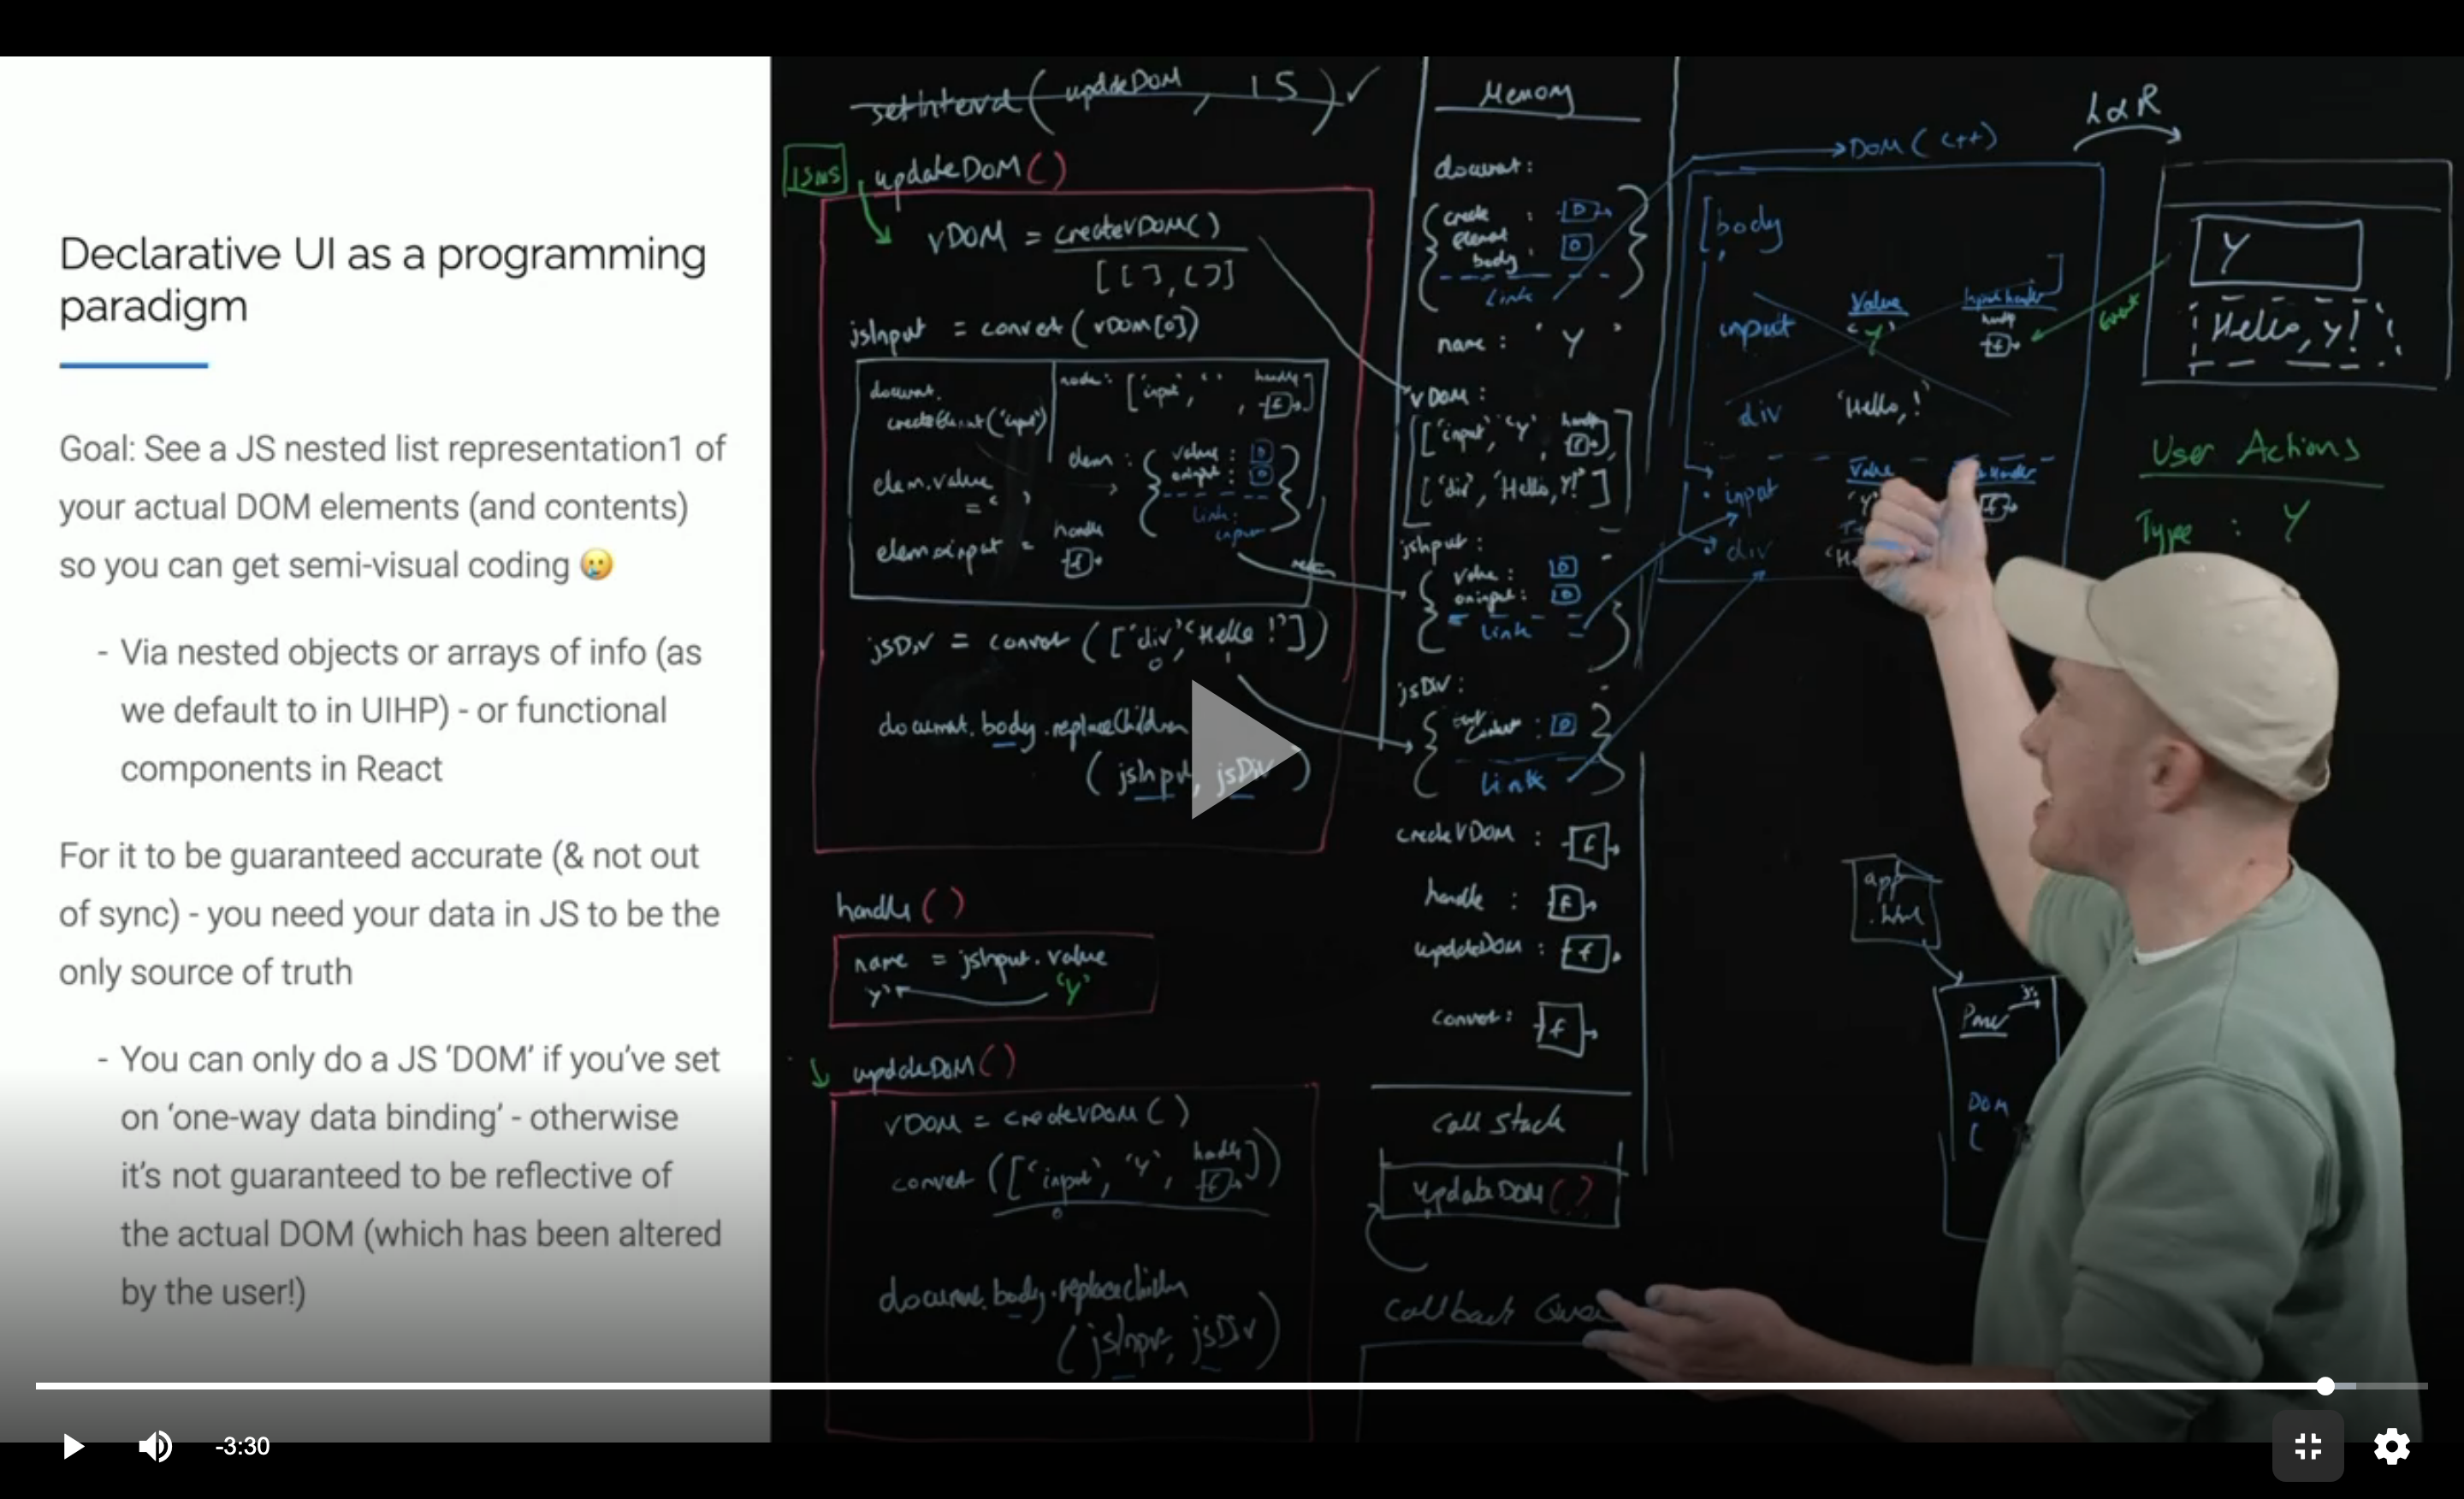 Declarative UI as a programming
paradigm
Goal: See a JS nested list representation1 of
your actual DOM elements (and contents)
so you can get semi-visual coding 🥲
- Via nested objects or arrays of info (as
we default to in UIHP) - or functional
components in React
For it to be guaranteed accurate (& not out
of sync) - you need your data in JS to be the
only source of truth
- You can only do a JS ‘DOM’ if you’ve set
on ‘one-way data binding’ - otherwise
it’s not guaranteed to be reflective of
the actual DOM (which has been altered
by the user!)
setInterval ( updateDOM , 15 ) ✓
15ms
updateDOM ( )
vDOM = createVDOM()
[ [ ] , [ ] ]
jsInput = convert ( vDOM[0] )
node: [ 'input', ' ' ,
handle
f
createElement('input')
elem.value
= ' '
elem :
value :
oninput :
Link:
input
elem.oninput =
handle
f
return
jsDiv = convert ( ['div', 'Hello !'] )
document.body.replaceChildren
( jsInput, jsDiv )
handle ( )
name = jsInput.value
'Y'
updateDOM ( )
vDOM = createVDOM ( )
convert ( [ 'input', 'Y',
handle
f ] )
document.body.replaceChildren
( jsInput, jsDiv )
Memory
document:
create
element :
body :
Link
name : ' Y '
vDOM :
[ [ 'input', 'Y', handle f ],
[ 'div', 'Hello, Y!' ] ]
jsInput :
value :
oninput :
Link
jsDiv :
Link
createVDOM : f
handle : f
updateDOM : f
convert : f
Call Stack
updateDOM ( )
Callback
DOM ( C++ )
[ body
input
Value
'Y'
f
div
'Hello, !'
input
Value
'Y'
f
div
L&R
Y
Hello, Y!
Event
User Actions
Type : Y
app
.html
DOM
-3:30